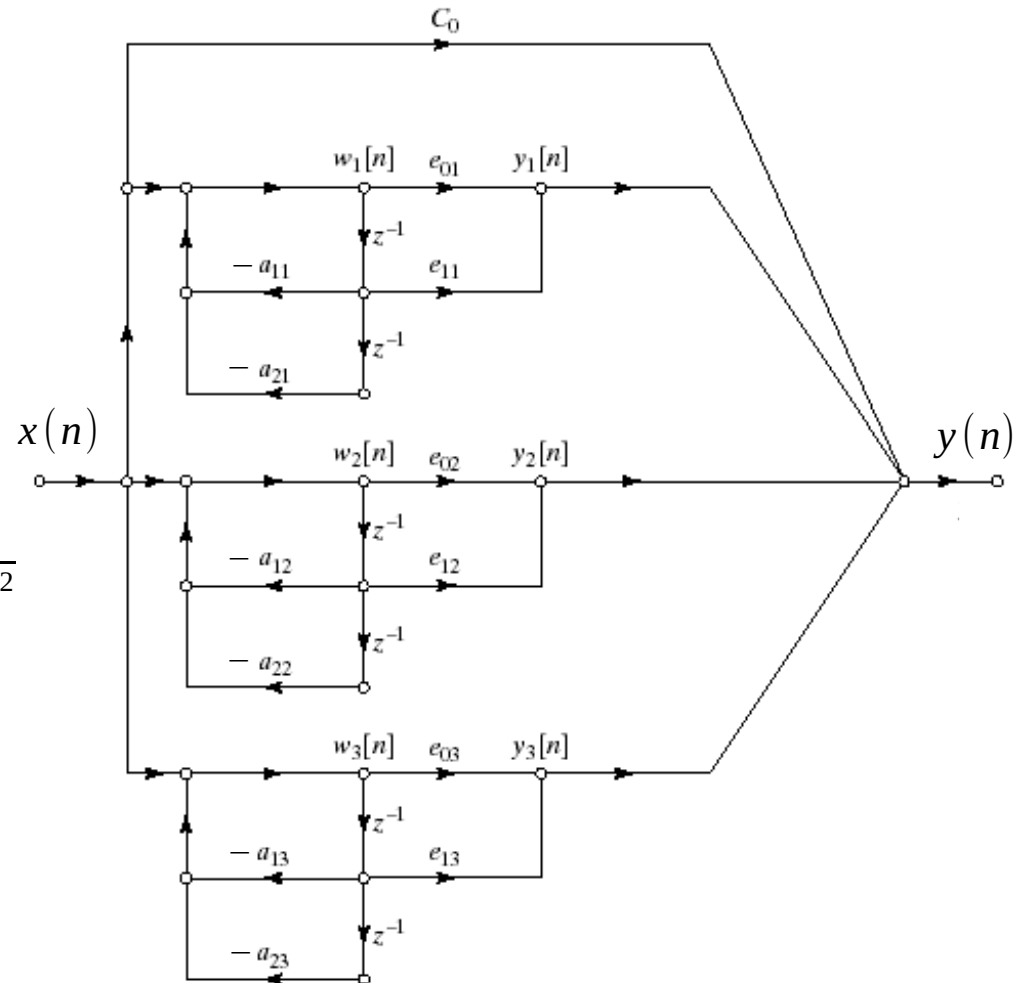 C₀
w₁[n] e₀₁ y₁[n]
z⁻¹
− a₁₁ e₁₁
z⁻¹
− a₂₁
x(n)
y(n)
w₂[n] e₀₂ y₂[n]
z⁻¹
− a₁₂ e₁₂
2
z⁻¹
− a₂₂
w₃[n] e₀₃ y₃[n]
z⁻¹
− a₁₃ e₁₃
z⁻¹
− a₂₃